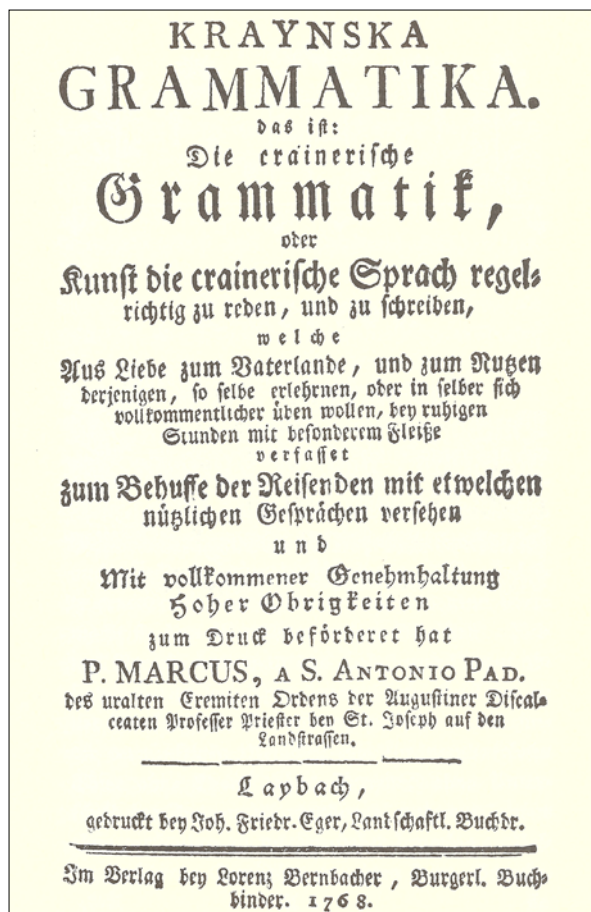 KRAYNSKA
GRAMMATIKA.
das ist:
Die crainerische
Grammatik,
oder
Kunst die crainerische Sprach regel-
richtig zu reden, und zu schreiben,
welche
Aus Liebe zum Vaterlande, und zum Nutzen
derjenigen, so selbe erlehrnen, oder in selber sich
vollkommentlicher üben wollen, bey ruhigen
Stunden mit besonderem Fleiße
verfasset
zum Behuffe der Reisenden mit etwelchen
nützlichen Gesprächen versehen
und
Mit vollkommener Genehmhaltung
Hoher Obrigkeiten
zum Druck beförderet hat
P. MARCUS, A S. ANTONIO PAD.
des uralten Eremiten Ordens der Augustiner Discal-
ceaten Professer Priester bey St. Joseph auf den
Landstrassen.
Laybach,
gedruckt bey Joh. Friedr. Eger, Landschaftl. Buchdr.
Im Verlag bey Lorenz Bernbacher, Burgerl. Buch-
binder. 1768.